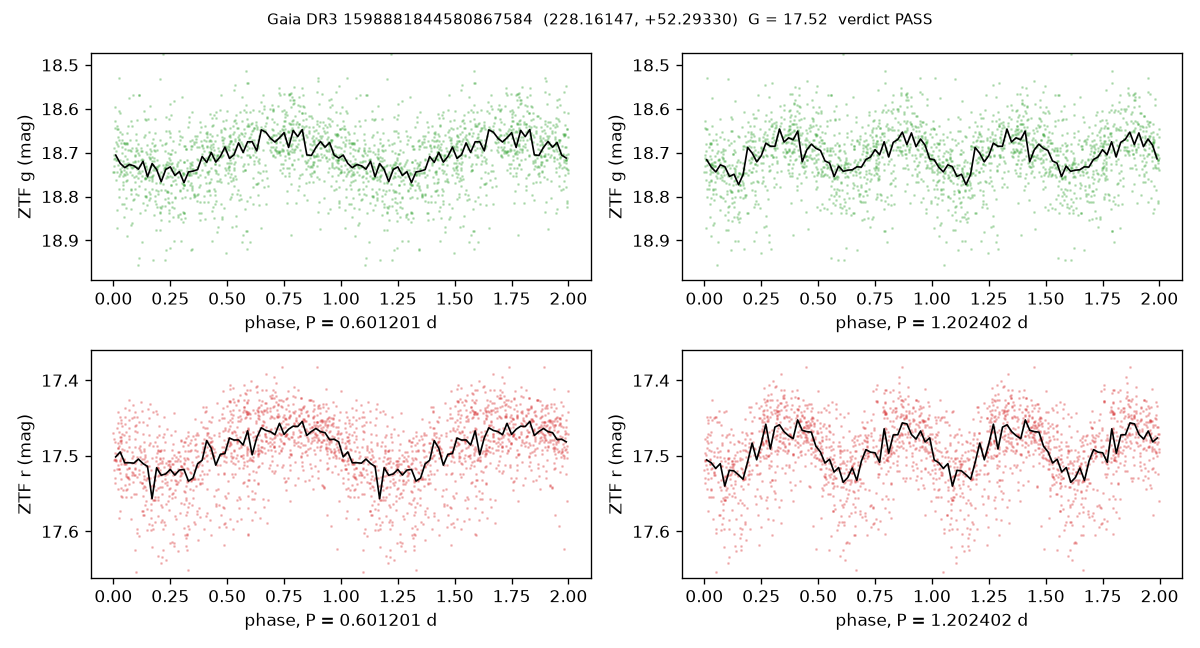 Gaia DR3 1598881844580867584  (228.16147, +52.29330)  G = 17.52  verdict PASS
ZTF g (mag)
18.5
18.6
18.7
18.8
18.9
0.00 0.25 0.50 0.75 1.00 1.25 1.50 1.75 2.00
phase, P = 0.601201 d
ZTF g (mag)
18.5
18.6
18.7
18.8
18.9
0.00 0.25 0.50 0.75 1.00 1.25 1.50 1.75 2.00
phase, P = 1.202402 d
ZTF r (mag)
17.4
17.5
17.6
0.00 0.25 0.50 0.75 1.00 1.25 1.50 1.75 2.00
phase, P = 0.601201 d
ZTF r (mag)
17.4
17.5
17.6
0.00 0.25 0.50 0.75 1.00 1.25 1.50 1.75 2.00
phase, P = 1.202402 d